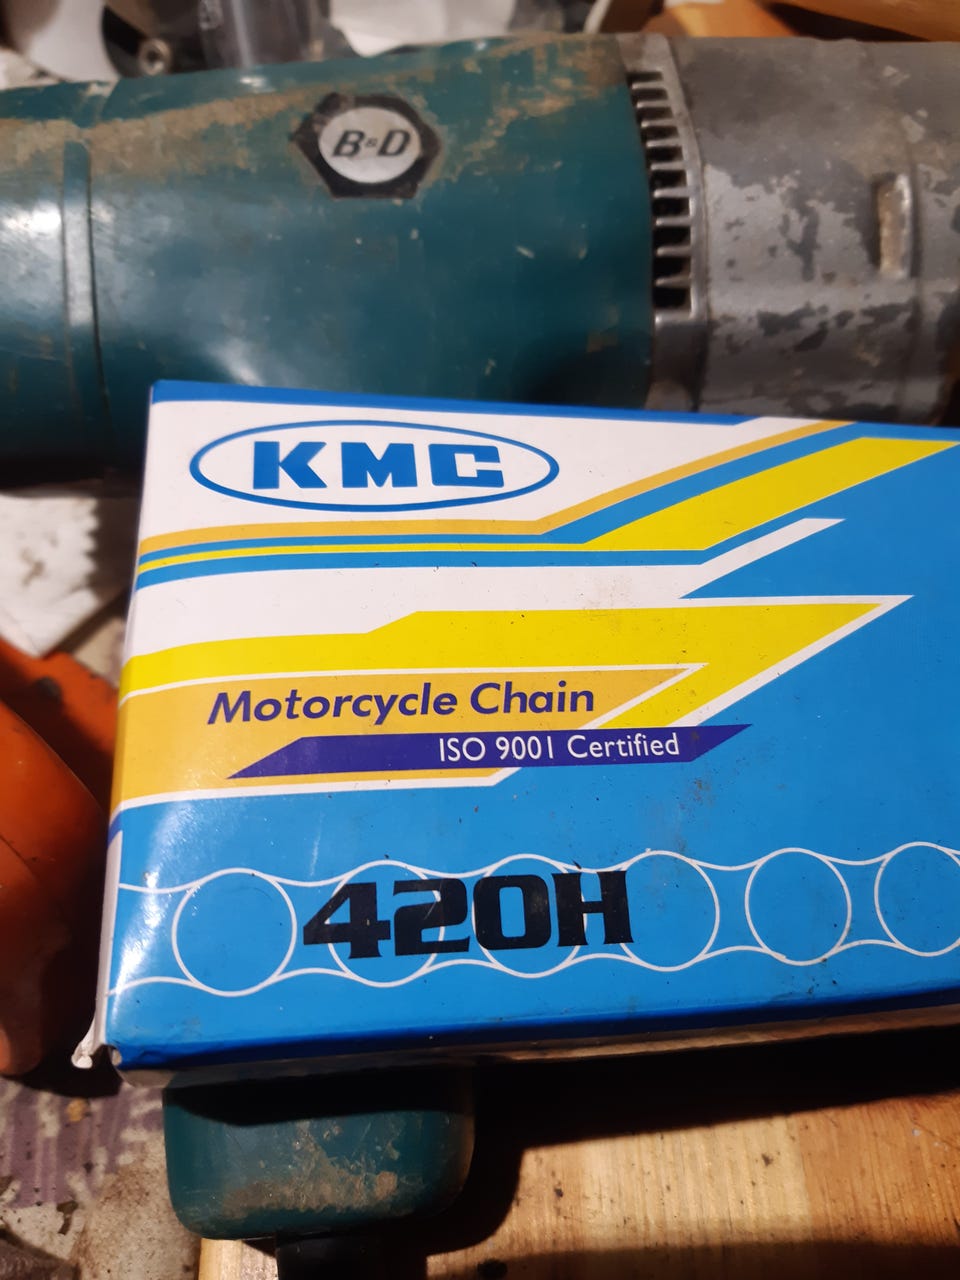 B&D
KMC
Motorcycle Chain
ISO 9001 Certified
420H